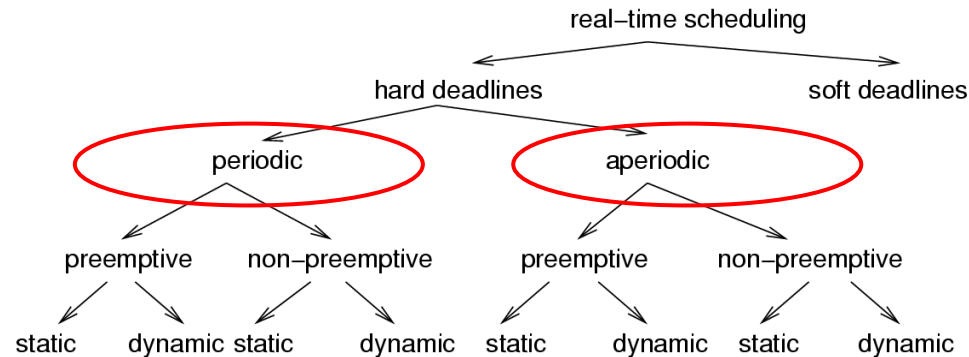 real–time scheduling
hard deadlines soft deadlines
periodic aperiodic
preemptive non–preemptive preemptive non–preemptive
static dynamic static dynamic static dynamic static dynamic